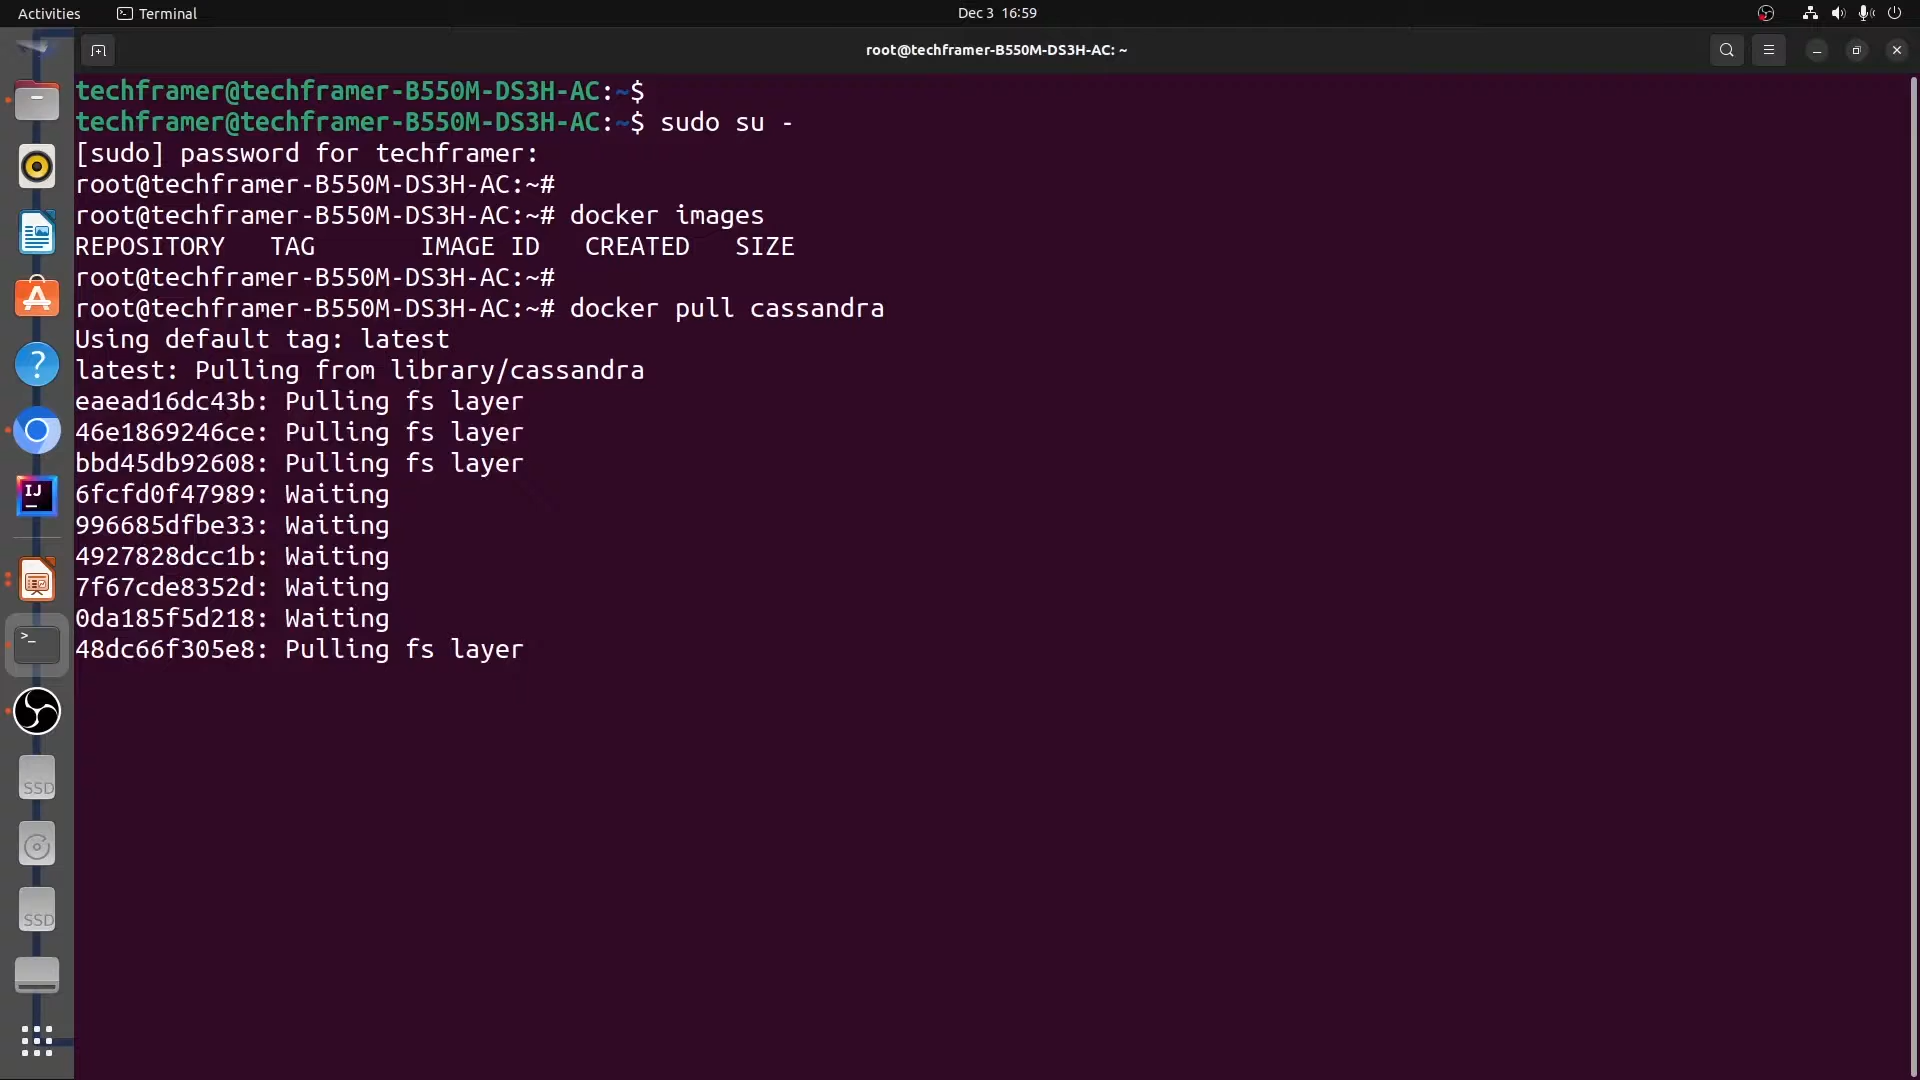 Activities Terminal Dec 3 16:59
root@techframer-B550M-DS3H-AC: ~
techframer@techframer-B550M-DS3H-AC:~$
techframer@techframer-B550M-DS3H-AC:~$ sudo su -
[sudo] password for techframer:
root@techframer-B550M-DS3H-AC:~#
root@techframer-B550M-DS3H-AC:~# docker images
REPOSITORY TAG IMAGE ID CREATED SIZE
root@techframer-B550M-DS3H-AC:~#
root@techframer-B550M-DS3H-AC:~# docker pull cassandra
Using default tag: latest
latest: Pulling from library/cassandra
eaead16dc43b: Pulling fs layer
46e1869246ce: Pulling fs layer
bbd45db92608: Pulling fs layer
6fcfd0f47989: Waiting
996685dfbe33: Waiting
4927828dcc1b: Waiting
7f67cde8352d: Waiting
0da185f5d218: Waiting
48dc66f305e8: Pulling fs layer
IJ
SSD
SSD